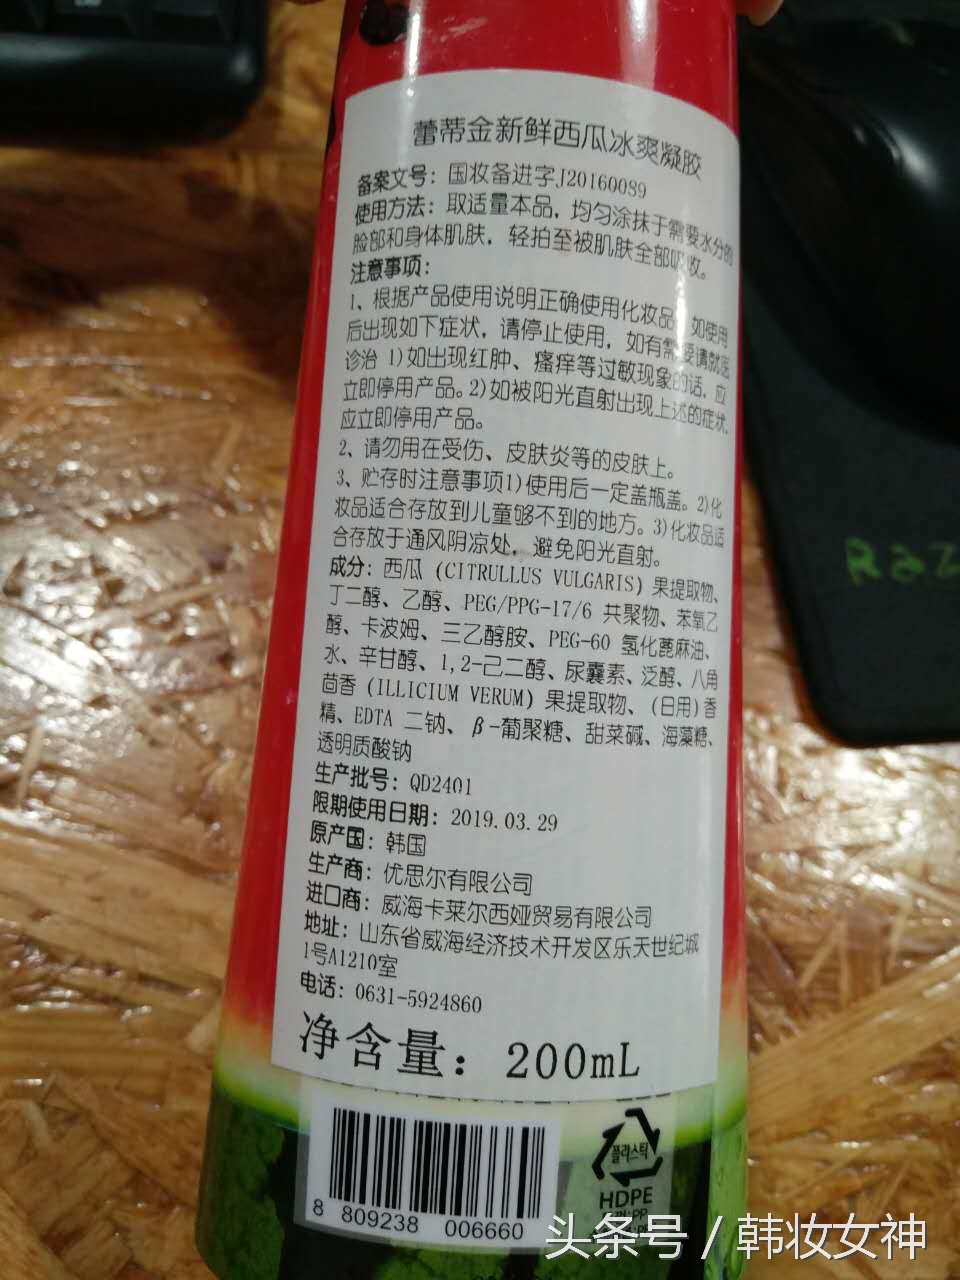 蕾蒂金新鲜西瓜冰爽凝胶
备案文号：国妆备进字J20160089
使用方法：取适量本品，均匀涂抹于需要水分的
脸部和身体肌肤，轻拍至被肌肤全部吸收。
注意事项：
1、根据产品使用说明正确使用化妆品，如使用
后出现如下症状，请停止使用，如有需要请就医
诊治 1)如出现红肿、瘙痒等过敏现象的话，应
立即停用产品。2)如被阳光直射出现上述的症状，
应立即停用产品。
2、请勿用在受伤、皮肤炎等的皮肤上。
3、贮存时注意事项1)使用后一定盖瓶盖。2)化
妆品适合存放到儿童够不到的地方。3)化妆品适
合存放于通风阴凉处，避免阳光直射。
成分：西瓜（CITRULLUS VULGARIS）果提取物、
丁二醇、乙醇、PEG/PPG-17/6 共聚物、苯氧乙
醇、卡波姆、三乙醇胺、PEG-60 氢化蓖麻油、
水、辛甘醇、1,2-己二醇、尿囊素、泛醇、八角
茴香（ILLICIUM VERUM）果提取物、(日用)香
精、EDTA 二钠、β-葡聚糖、甜菜碱、海藻糖、
透明质酸钠
生产批号：QD2401
限期使用日期：2019.03.29
原产国：韩国
生产商：优思尔有限公司
进口商：威海卡莱尔西娅贸易有限公司
地址：山东省威海经济技术开发区乐天世纪城
1号A1210室
电话：0631-5924860
净含量：200mL
8 809238 006660
플라스틱
HDPE
Raz
头条号 / 韩妆女神